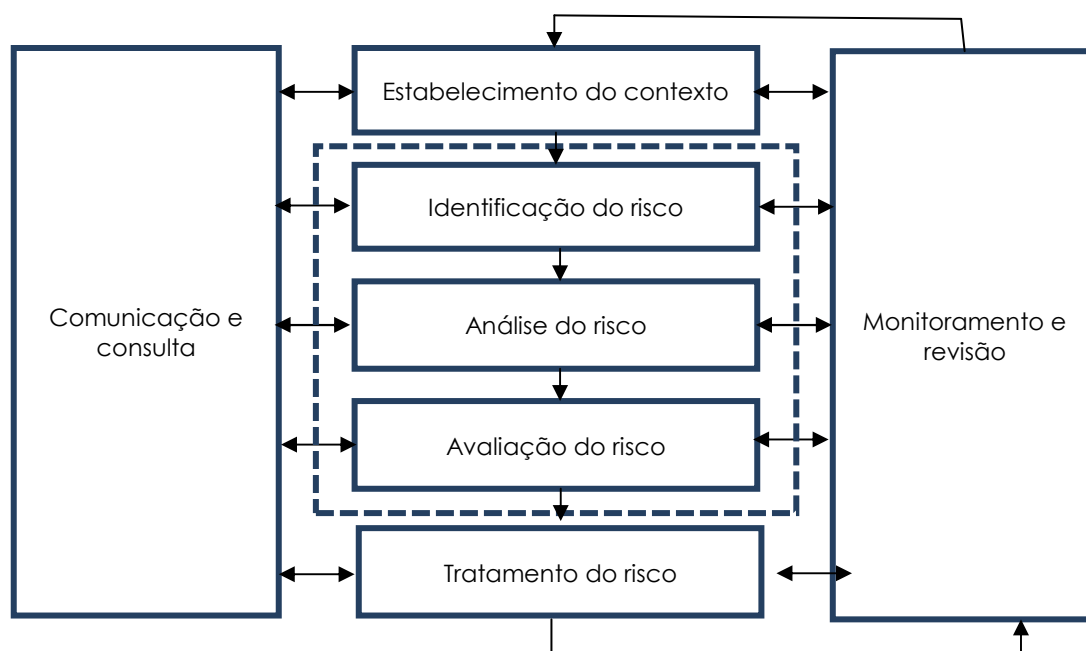 Estabelecimento do contexto
Identificação do risco
Comunicação e
consulta
Análise do risco
Monitoramento e
revisão
Avaliação do risco
Tratamento do risco